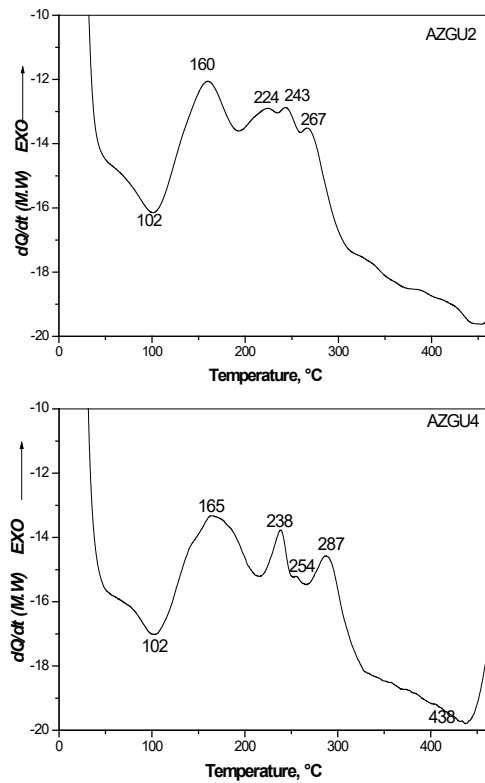 AZGU2
-10
-12
-14
-16
-18
-20
dQ/dt (M.W) EXO
160
224 243
267
102
0 100 200 300 400
Temperature, °C
AZGU4
-10
-12
-14
-16
-18
-20
dQ/dt (M.W) EXO
165
238
254
287
102
438
0 100 200 300 400
Temperature, °C